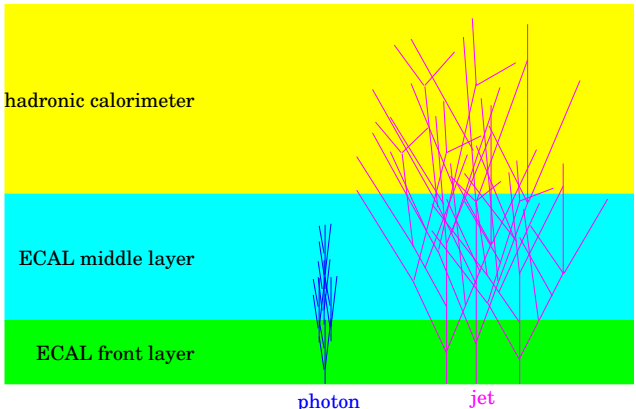 hadronic calorimeter
ECAL middle layer
ECAL front layer
photon
jet